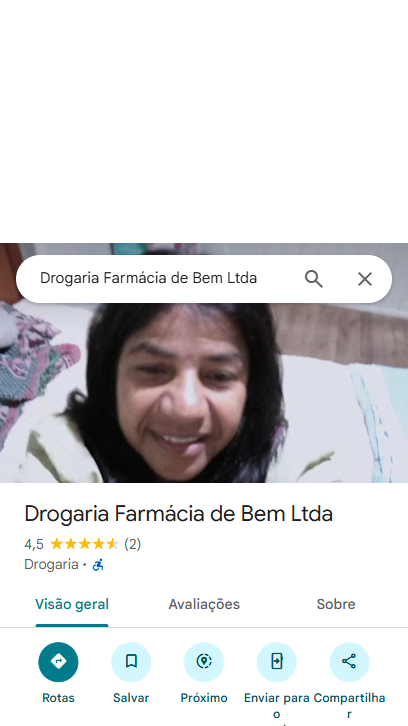 Drogaria Farmácia de Bem Ltda
Drogaria Farmácia de Bem Ltda
4,5 (2)
Drogaria ·
Visão geral Avaliações Sobre
Rotas Salvar Próximo Enviar para Compartilha
o r